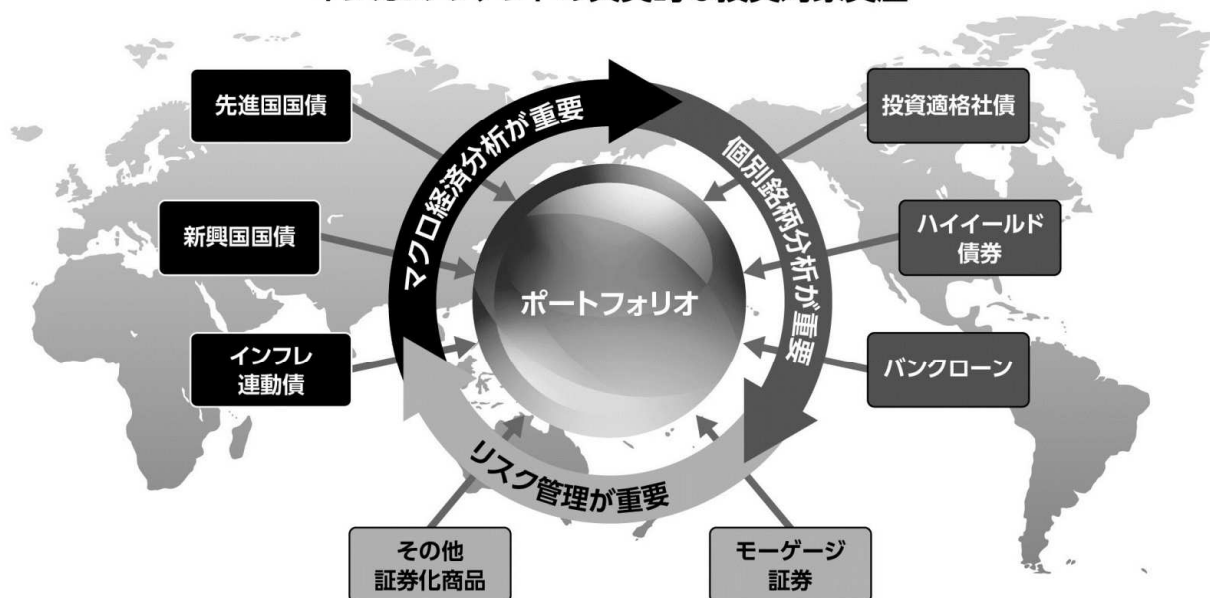 先進国国債
投資適格社債
マクロ経済分析が重要
個別銘柄分析が重要
新興国国債
ハイイールド
債券
ポートフォリオ
インフレ
連動債
バンクローン
リスク管理が重要
その他
証券化商品
モーゲージ
証券